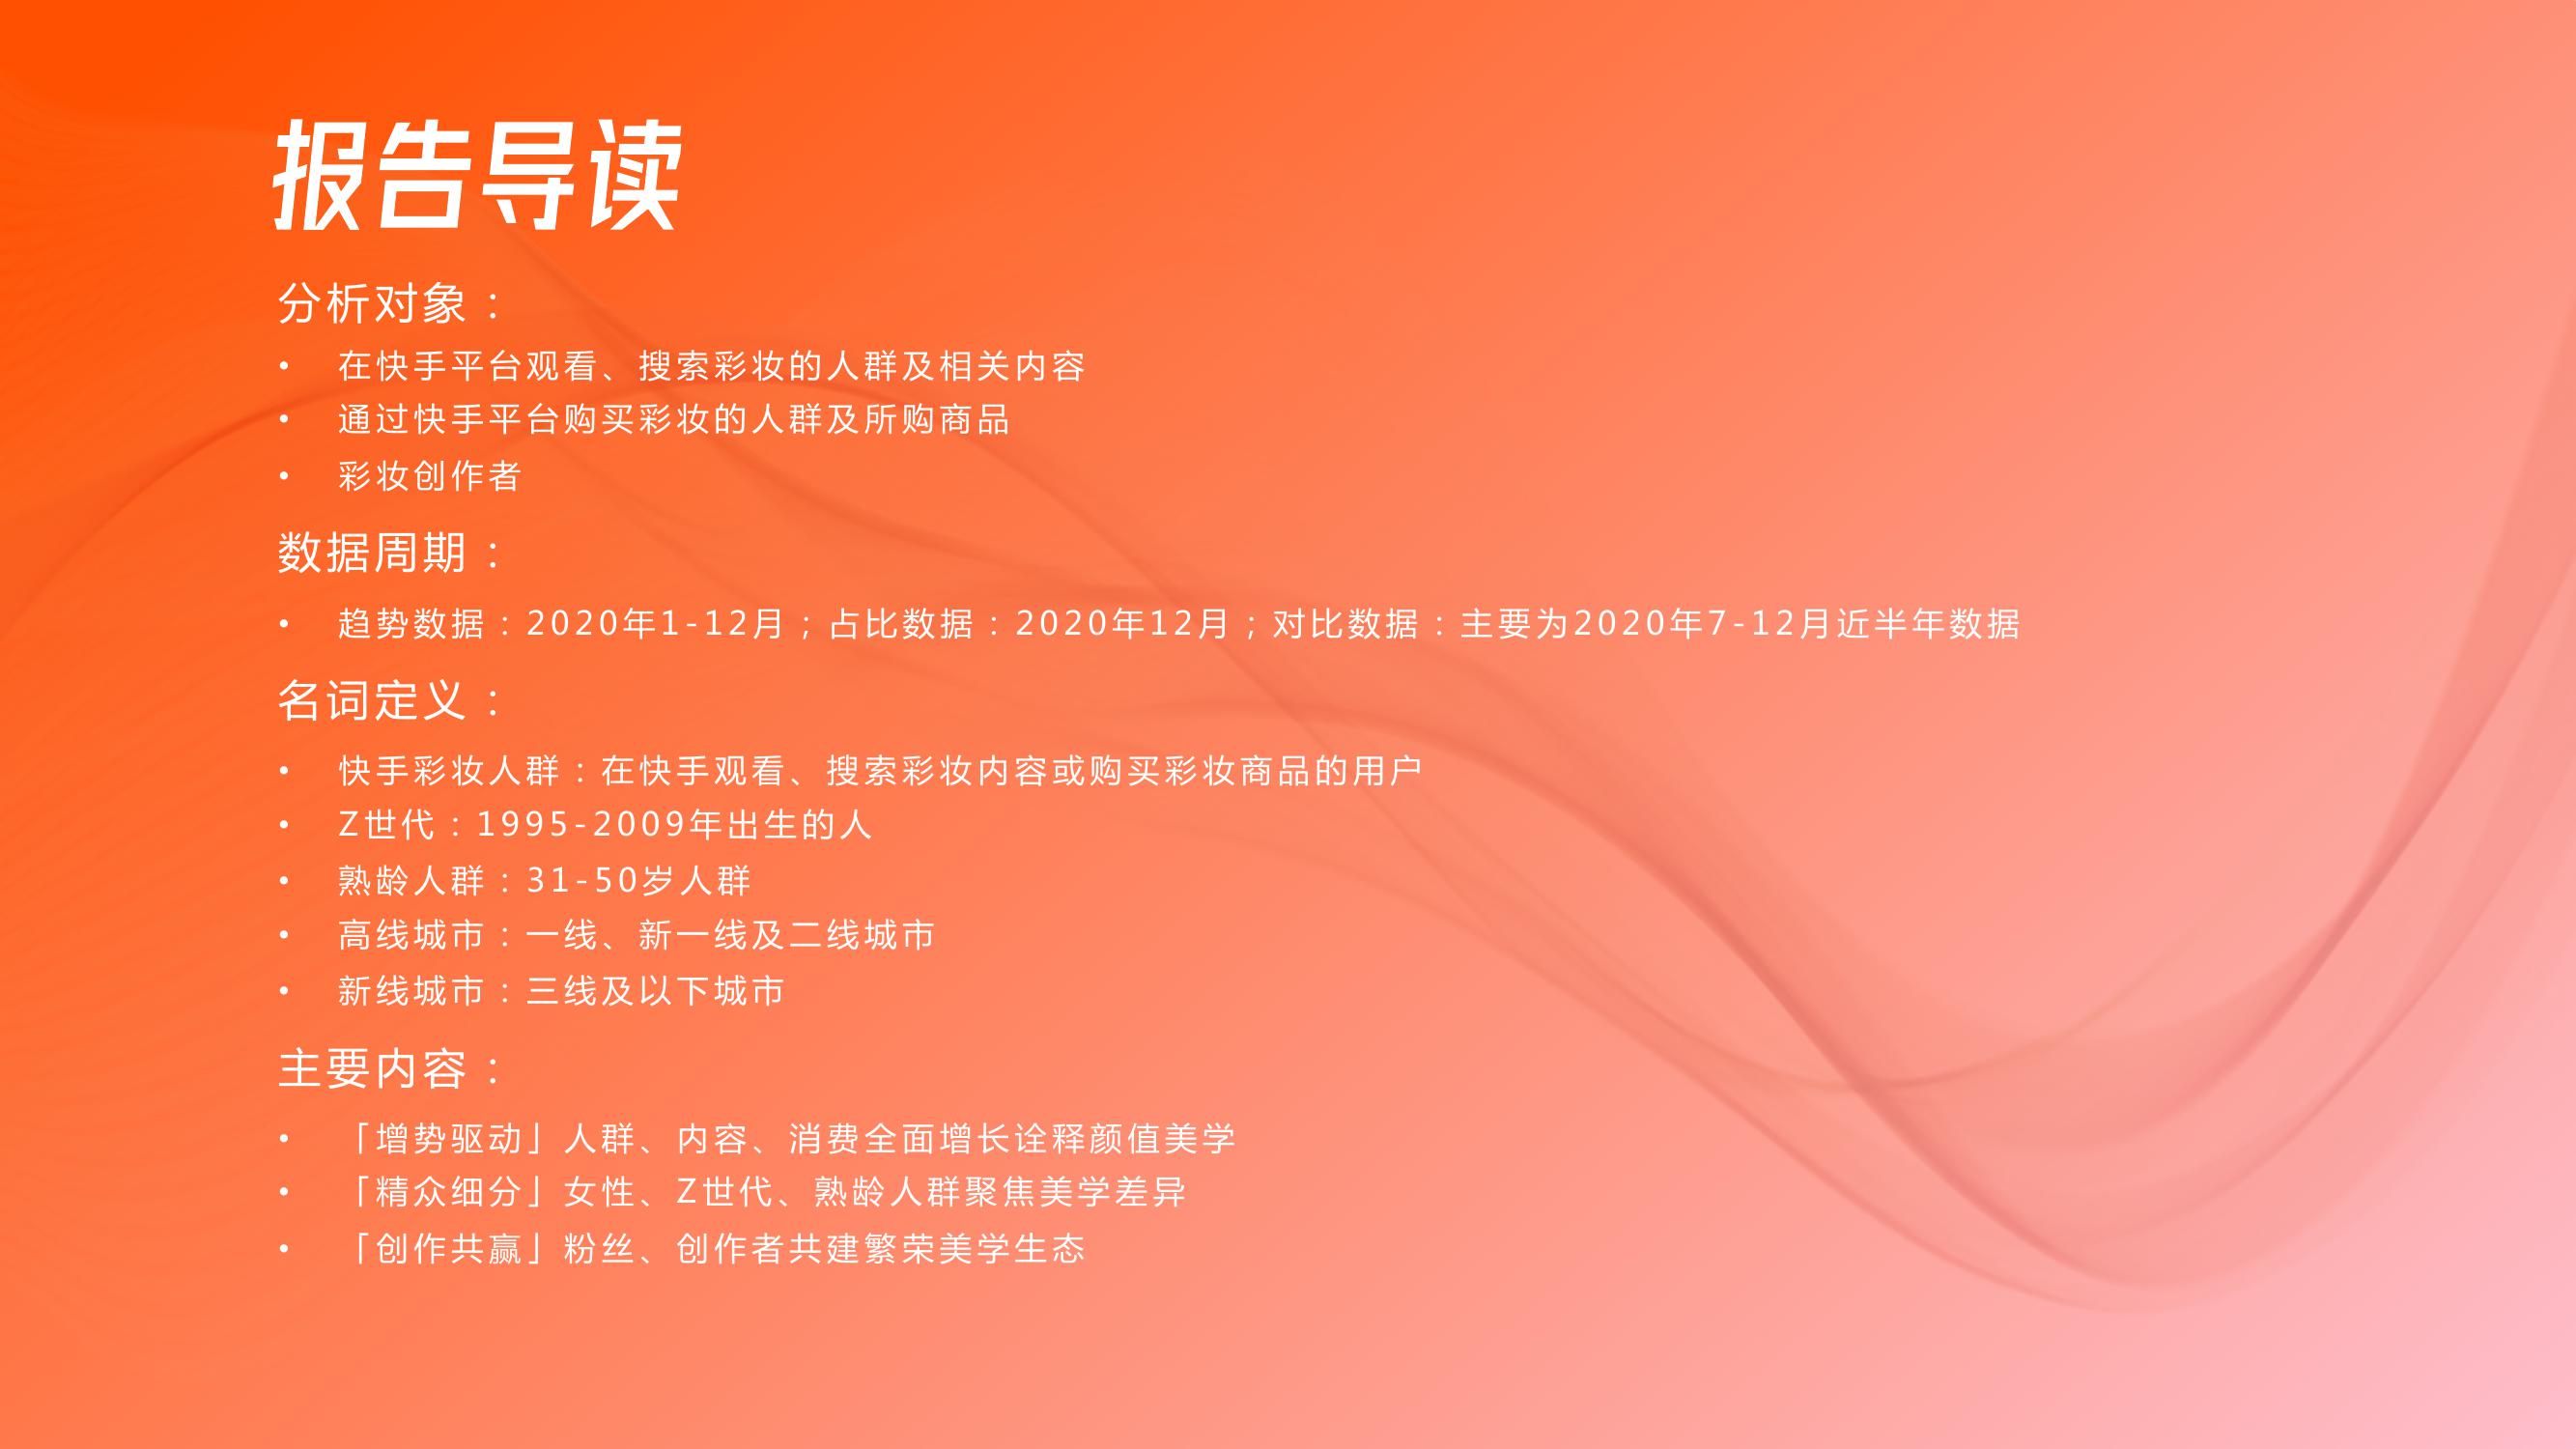 报告导读
分析对象：
• 在快手平台观看、搜索彩妆的人群及相关内容
• 通过快手平台购买彩妆的人群及所购商品
• 彩妆创作者
数据周期：
• 趋势数据：2020年1-12月；占比数据：2020年12月；对比数据：主要为2020年7-12月近半年数据
名词定义：
• 快手彩妆人群：在快手观看、搜索彩妆内容或购买彩妆商品的用户
• Z世代：1995-2009年出生的人
• 熟龄人群：31-50岁人群
• 高线城市：一线、新一线及二线城市
• 新线城市：三线及以下城市
主要内容：
• 「增势驱动」人群、内容、消费全面增长诠释颜值美学
• 「精众细分」女性、Z世代、熟龄人群聚焦美学差异
• 「创作共赢」粉丝、创作者共建繁荣美学生态